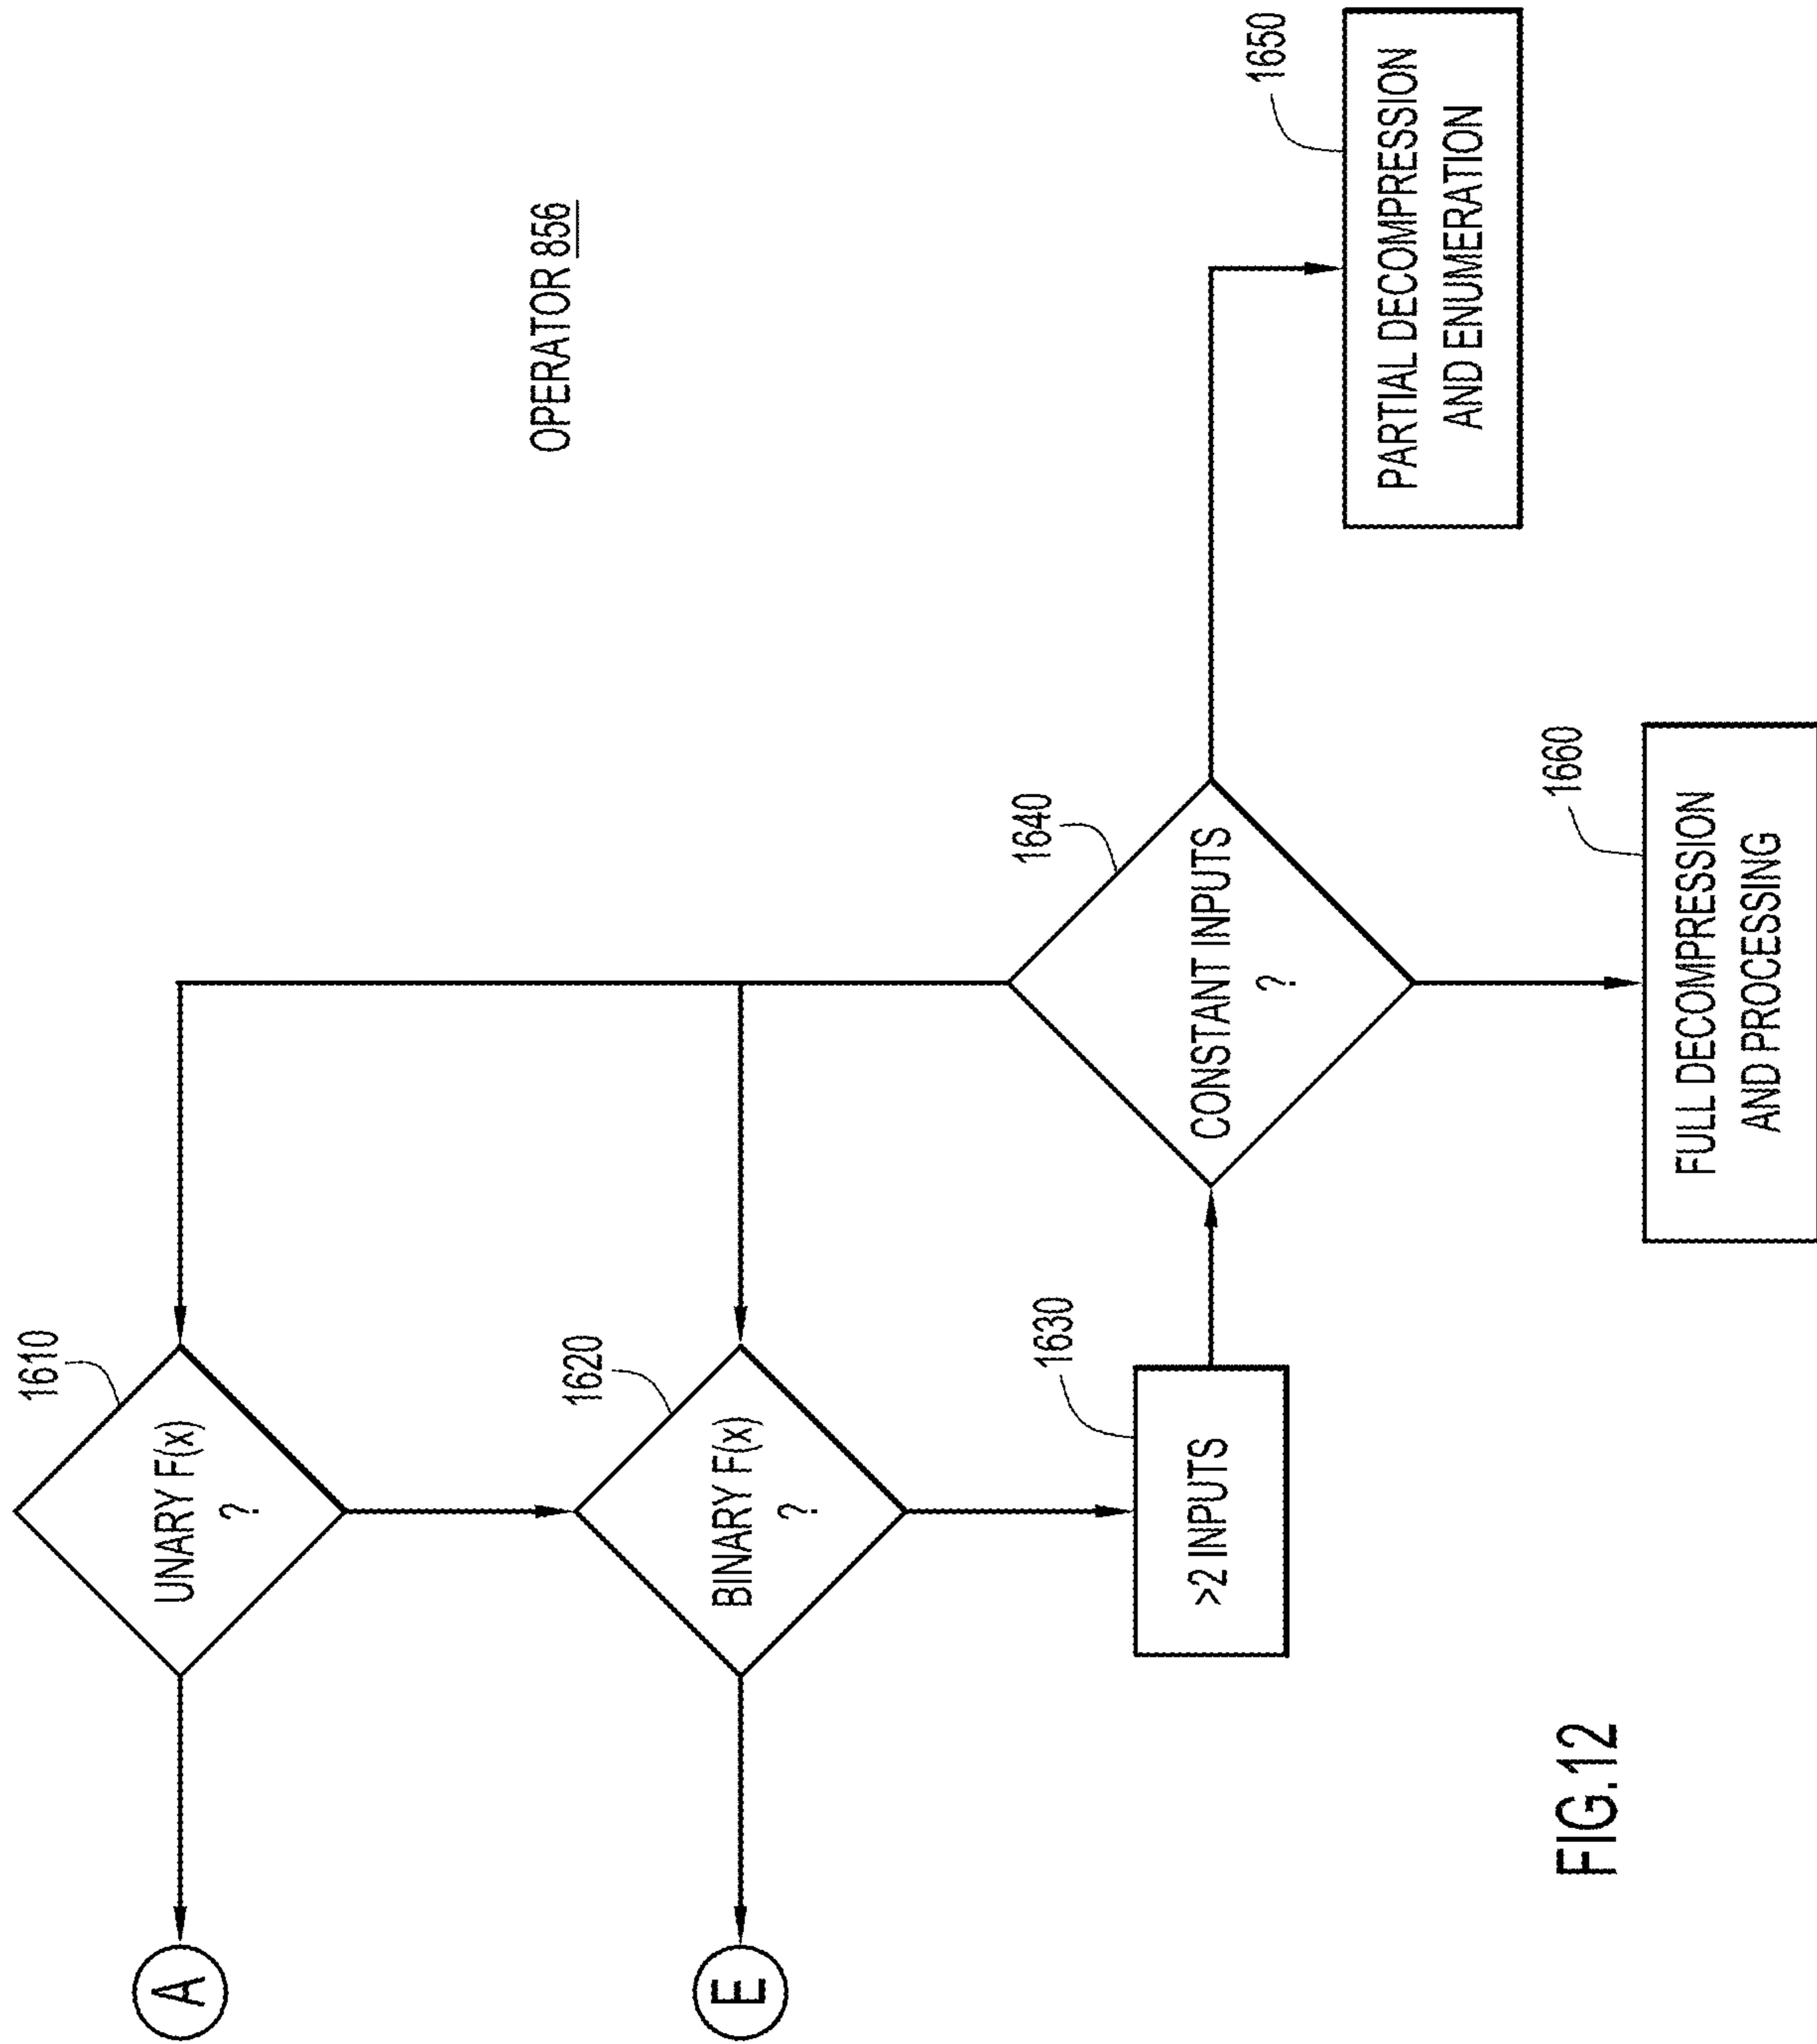 OPERATOR 856
1610
UNARY F(x)
?
A
1620
BINARY F(x)
?
E
1630
>2 INPUTS
1640
CONSTANT INPUTS
?
1650
PARTIAL DECOMPRESSION
AND ENUMERATION
1660
FULL DECOMPRESSION
AND PROCESSING
FIG.12